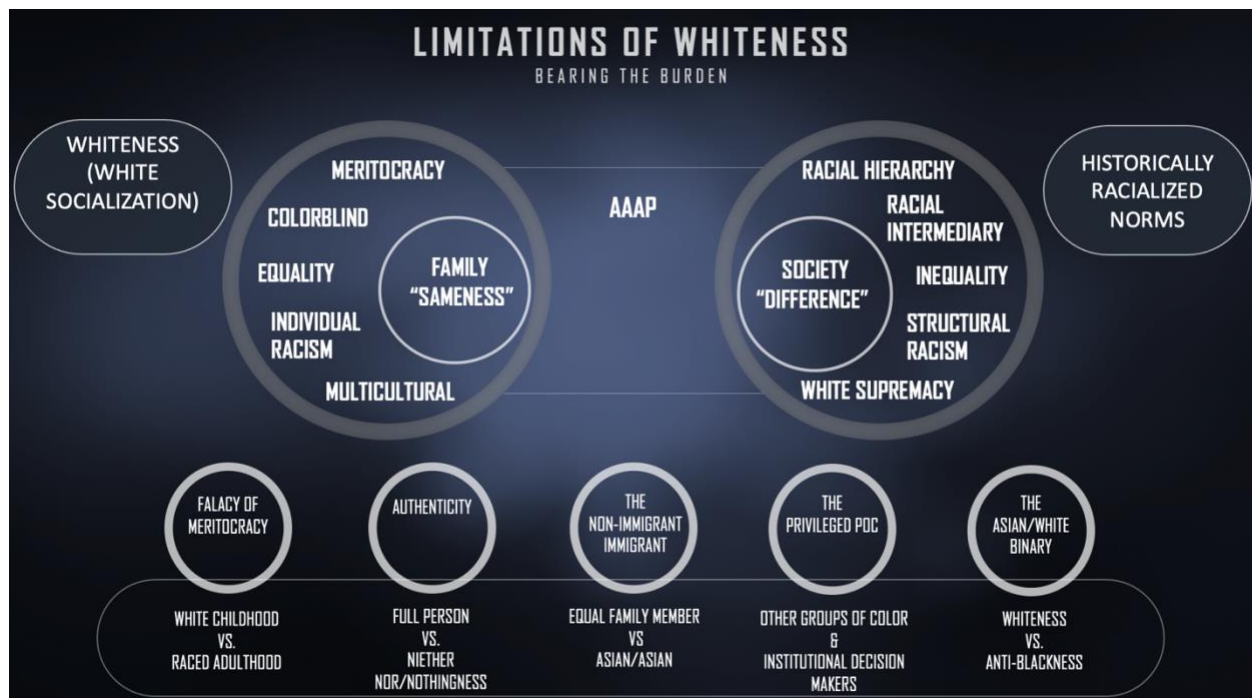 LIMITATIONS OF WHITENESS
BEARING THE BURDEN
WHITENESS
(WHITE
SOCIALIZATION)
MERITOCRACY
COLORBLIND
EQUALITY
INDIVIDUAL
RACISM
MULTICULTURAL
FAMILY
“SAMENESS”
AAAP
RACIAL HIERARCHY
RACIAL
INTERMEDIARY
INEQUALITY
STRUCTURAL
RACISM
WHITE SUPREMACY
SOCIETY
“DIFFERENCE”
HISTORICALLY
RACIALIZED
NORMS
FALACY OF
MERITOCRACY
AUTHENTICITY
THE
NON-IMMIGRANT
IMMIGRANT
THE
PRIVILEGED POC
THE
ASIAN/WHITE
BINARY
WHITE CHILDHOOD
VS.
RACED ADULTHOOD
FULL PERSON
VS.
NIETHER
NOR/NOTHINGNESS
EQUAL FAMILY MEMBER
VS
ASIAN/ASIAN
OTHER GROUPS OF COLOR
&
INSTITUTIONAL DECISION
MAKERS
WHITENESS
VS.
ANTI-BLACKNESS